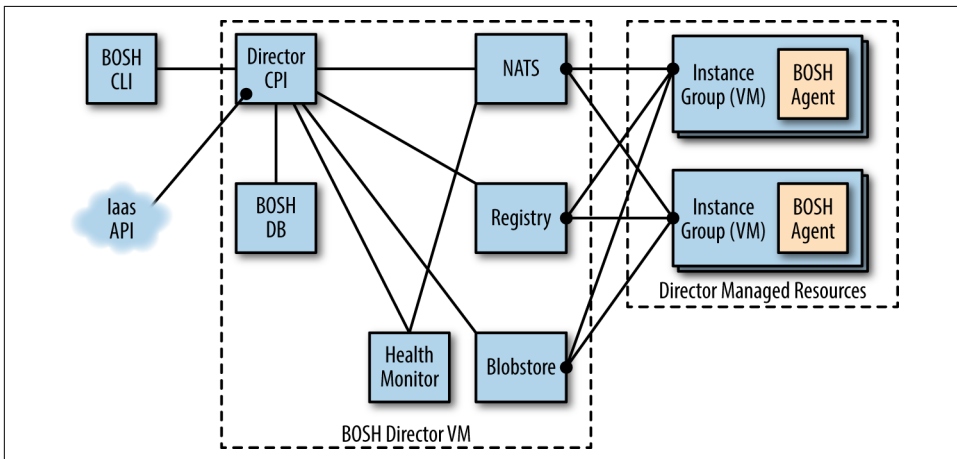 BOSH
CLI
Director
CPI
NATS
Instance
Group (VM)
BOSH
Agent
Iaas
API
BOSH
DB
Registry
Instance
Group (VM)
BOSH
Agent
Director Managed Resources
Health
Monitor
Blobstore
BOSH Director VM